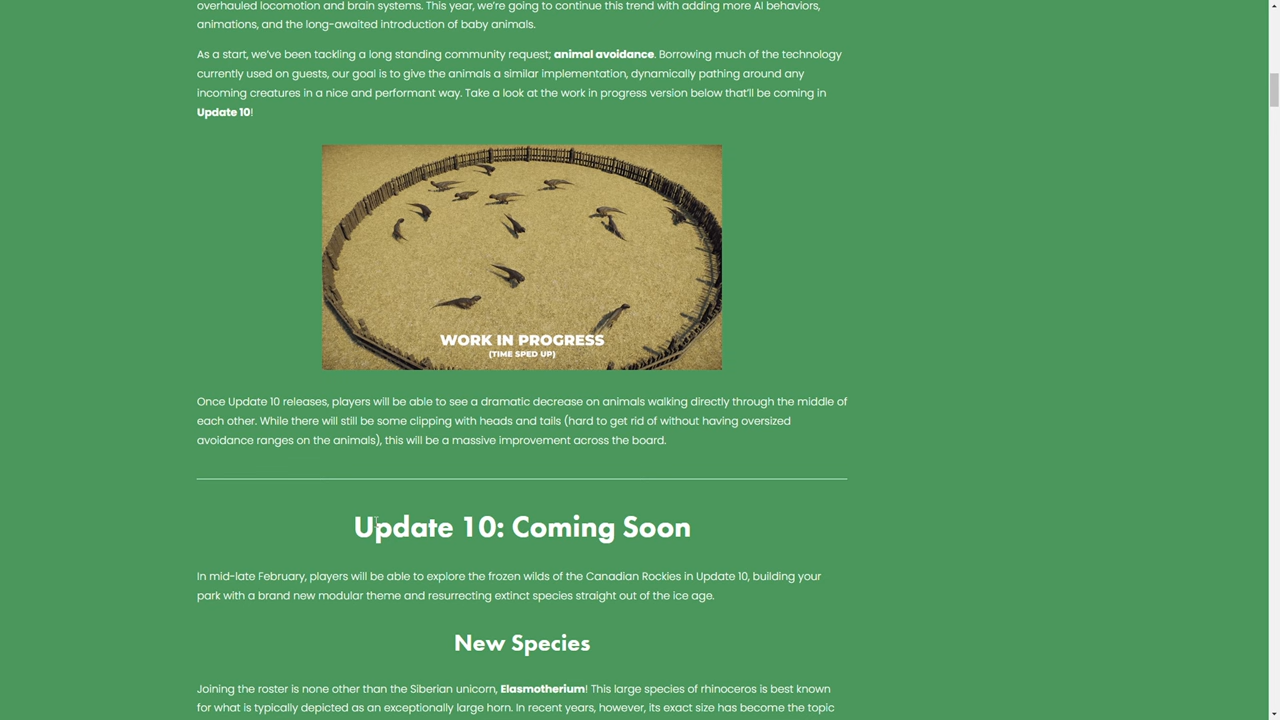 overhauled locomotion and brain systems. This year, we’re going to continue this trend with adding more AI behaviors,
animations, and the long-awaited introduction of baby animals.
As a start, we’ve been tackling a long standing community request; animal avoidance. Borrowing much of the technology
currently used on guests, our goal is to give the animals a similar implementation, dynamically pathing around any
incoming creatures in a nice and performant way. Take a look at the work in progress version below that’ll be coming in
Update 10!
WORK IN PROGRESS
(TIME SPED UP)
Once Update 10 releases, players will be able to see a dramatic decrease on animals walking directly through the middle of
each other. While there will still be some clipping with heads and tails (hard to get rid of without having oversized
avoidance ranges on the animals), this will be a massive improvement across the board.
Update 10: Coming Soon
In mid-late February, players will be able to explore the frozen wilds of the Canadian Rockies in Update 10, building your
park with a brand new modular theme and resurrecting extinct species straight out of the ice age.
New Species
Joining the roster is none other than the Siberian unicorn, Elasmotherium! This large species of rhinoceros is best known
for what is typically depicted as an exceptionally large horn. In recent years, however, its exact size has become the topic